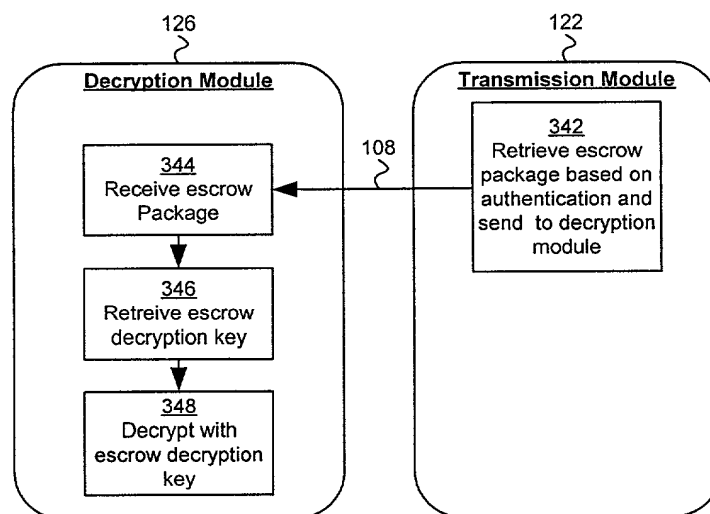 126
122
Decryption Module
Transmission Module
342
Retrieve escrow
package based on
authentication and
send to decryption
module
108
344
Receive escrow
Package
346
Retreive escrow
decryption key
348
Decrypt with
escrow decryption
key